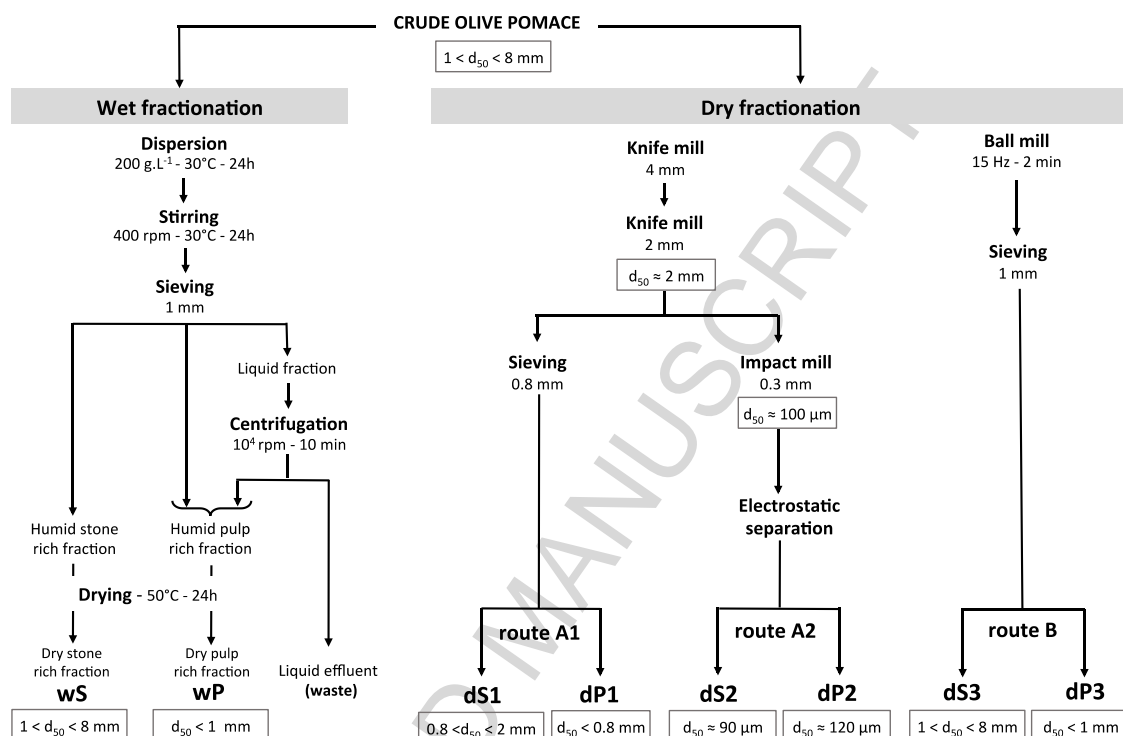 CRUDE OLIVE POMACE
1 < d50 < 8 mm
Wet fractionation
Dispersion
200 g.L-1 - 30°C - 24h
Stirring
400 rpm - 30°C - 24h
Sieving
1 mm
Liquid fraction
Centrifugation
10⁴ rpm - 10 min
Humid stone
rich fraction
Humid pulp
rich fraction
Drying - 50°C - 24h
Dry stone
rich fraction
wS
1 < d50 < 8 mm
Dry pulp
rich fraction
wP
d50 < 1 mm
Liquid effluent
(waste)
Dry fractionation
Knife mill
4 mm
Knife mill
2 mm
d50 ≈ 2 mm
Sieving
0.8 mm
Impact mill
0.3 mm
d50 ≈ 100 µm
Electrostatic
separation
Ball mill
15 Hz - 2 min
Sieving
1 mm
route A1
dS1
0.8 <d50 < 2 mm
dP1
d50 < 0.8 mm
route A2
dS2
d50 ≈ 90 µm
dP2
d50 ≈ 120 µm
route B
dS3
1 < d50 < 8 mm
dP3
d50 < 1 mm
D MANUSCRIPT